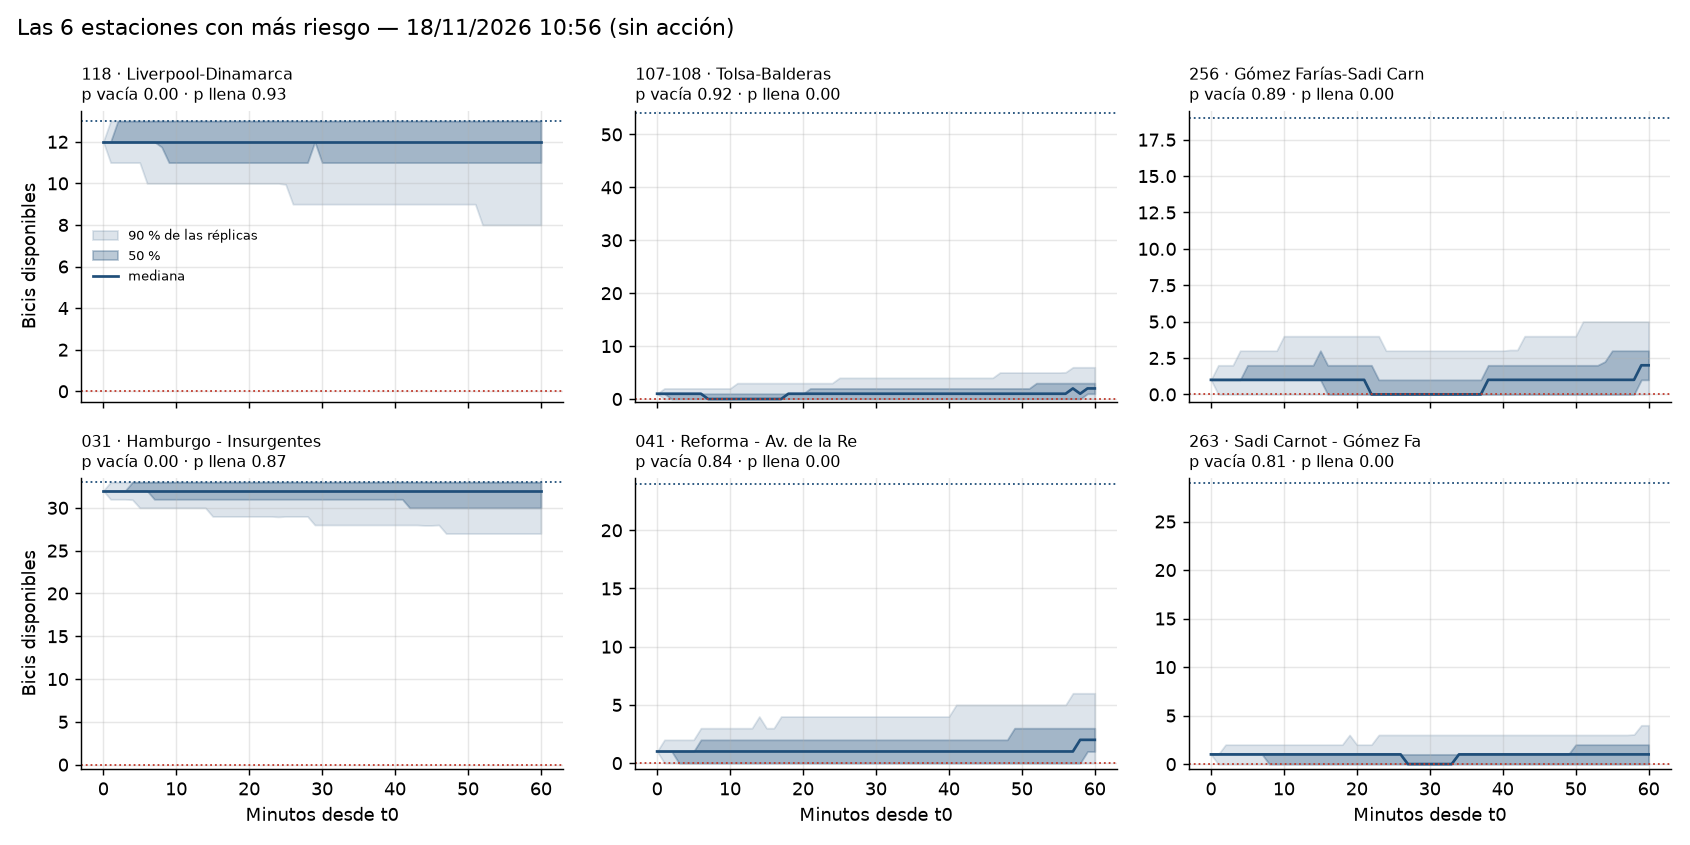 Las 6 estaciones con más riesgo — 18/11/2026 10:56 (sin acción)
118 · Liverpool-Dinamarca
p vacía 0.00 · p llena 0.93
Bicis disponibles
12
10
8
6
4
2
0
90 % de las réplicas
50 %
mediana
107-108 · Tolsa-Balderas
p vacía 0.92 · p llena 0.00
50
40
30
20
10
0
256 · Gómez Farías-Sadi Carn
p vacía 0.89 · p llena 0.00
17.5
15.0
12.5
10.0
7.5
5.0
2.5
0.0
031 · Hamburgo - Insurgentes
p vacía 0.00 · p llena 0.87
Bicis disponibles
30
25
20
15
10
5
0
0 10 20 30 40 50 60
Minutos desde t0
041 · Reforma - Av. de la Re
p vacía 0.84 · p llena 0.00
20
15
10
5
0
0 10 20 30 40 50 60
Minutos desde t0
263 · Sadi Carnot - Gómez Fa
p vacía 0.81 · p llena 0.00
25
20
15
10
5
0
0 10 20 30 40 50 60
Minutos desde t0